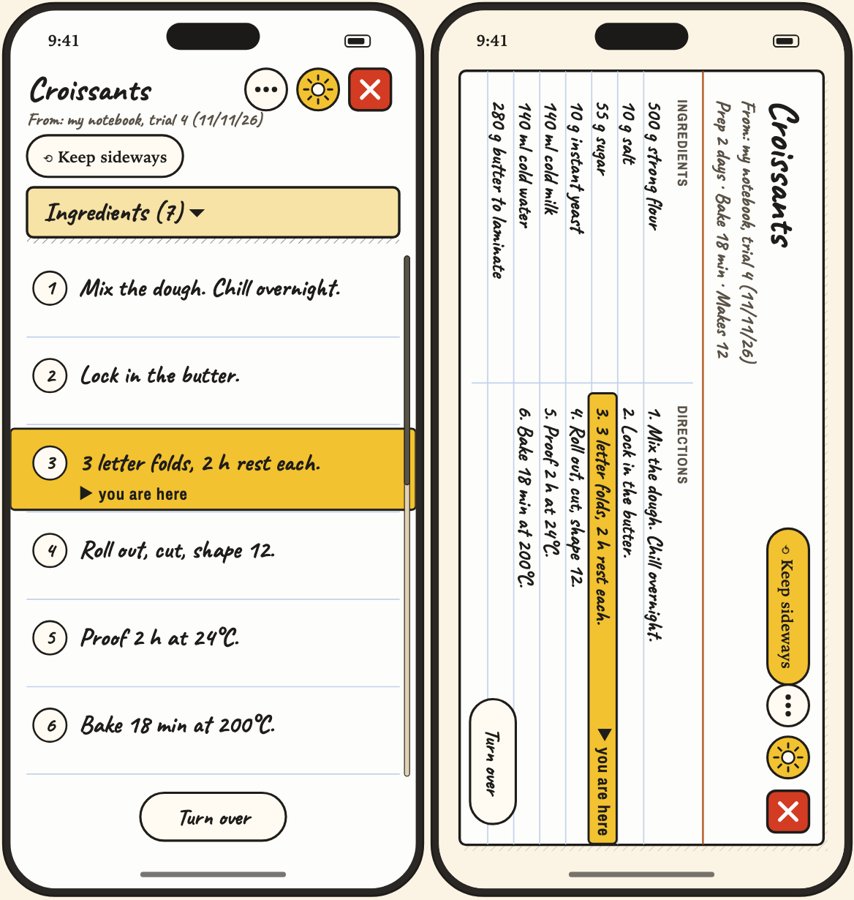 9:41
Croissants
From: my notebook, trial 4 (11/11/26)
⟲ Keep sideways
Ingredients (7) ▼
1 Mix the dough. Chill overnight.
2 Lock in the butter.
3 3 letter folds, 2 h rest each.
▶ you are here
4 Roll out, cut, shape 12.
5 Proof 2 h at 24°C.
6 Bake 18 min at 200°C.
Turn over
9:41
Croissants
From: my notebook, trial 4 (11/11/26)
Prep 2 days · Bake 18 min · Makes 12
⟲ Keep sideways
INGREDIENTS
500 g strong flour
10 g salt
55 g sugar
10 g instant yeast
140 ml cold milk
140 ml cold water
280 g butter to laminate
DIRECTIONS
1. Mix the dough. Chill overnight.
2. Lock in the butter.
3. 3 letter folds, 2 h rest each. ▶ you are here
4. Roll out, cut, shape 12.
5. Proof 2 h at 24°C.
6. Bake 18 min at 200°C.
Turn over